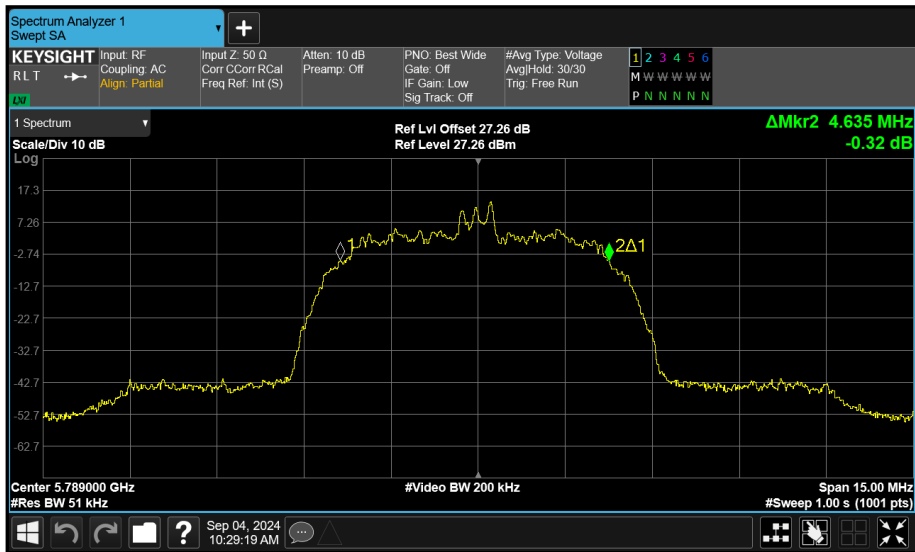 Spectrum Analyzer 1
Swept SA
+
KEYSIGHT
RLT
LXI
Input: RF
Coupling: AC
Align: Partial
Input Z: 50 Ω
Corr CCorr RCal
Freq Ref: Int (S)
Atten: 10 dB
Preamp: Off
PNO: Best Wide
Gate: Off
IF Gain: Low
Sig Track: Off
#Avg Type: Voltage
Avg|Hold: 30/30
Trig: Free Run
1 2 3 4 5 6
M W W W W W
P N N N N N
1 Spectrum
Scale/Div 10 dB
Ref Lvl Offset 27.26 dB
Ref Level 27.26 dBm
ΔMkr2 4.635 MHz
-0.32 dB
Log
17.3
7.26
-2.74
-12.7
-22.7
-32.7
-42.7
-52.7
-62.7
1
2Δ1
Center 5.789000 GHz
#Video BW 200 kHz
Span 15.00 MHz
#Res BW 51 kHz
#Sweep 1.00 s (1001 pts)
?
Sep 04, 2024
10:29:19 AM